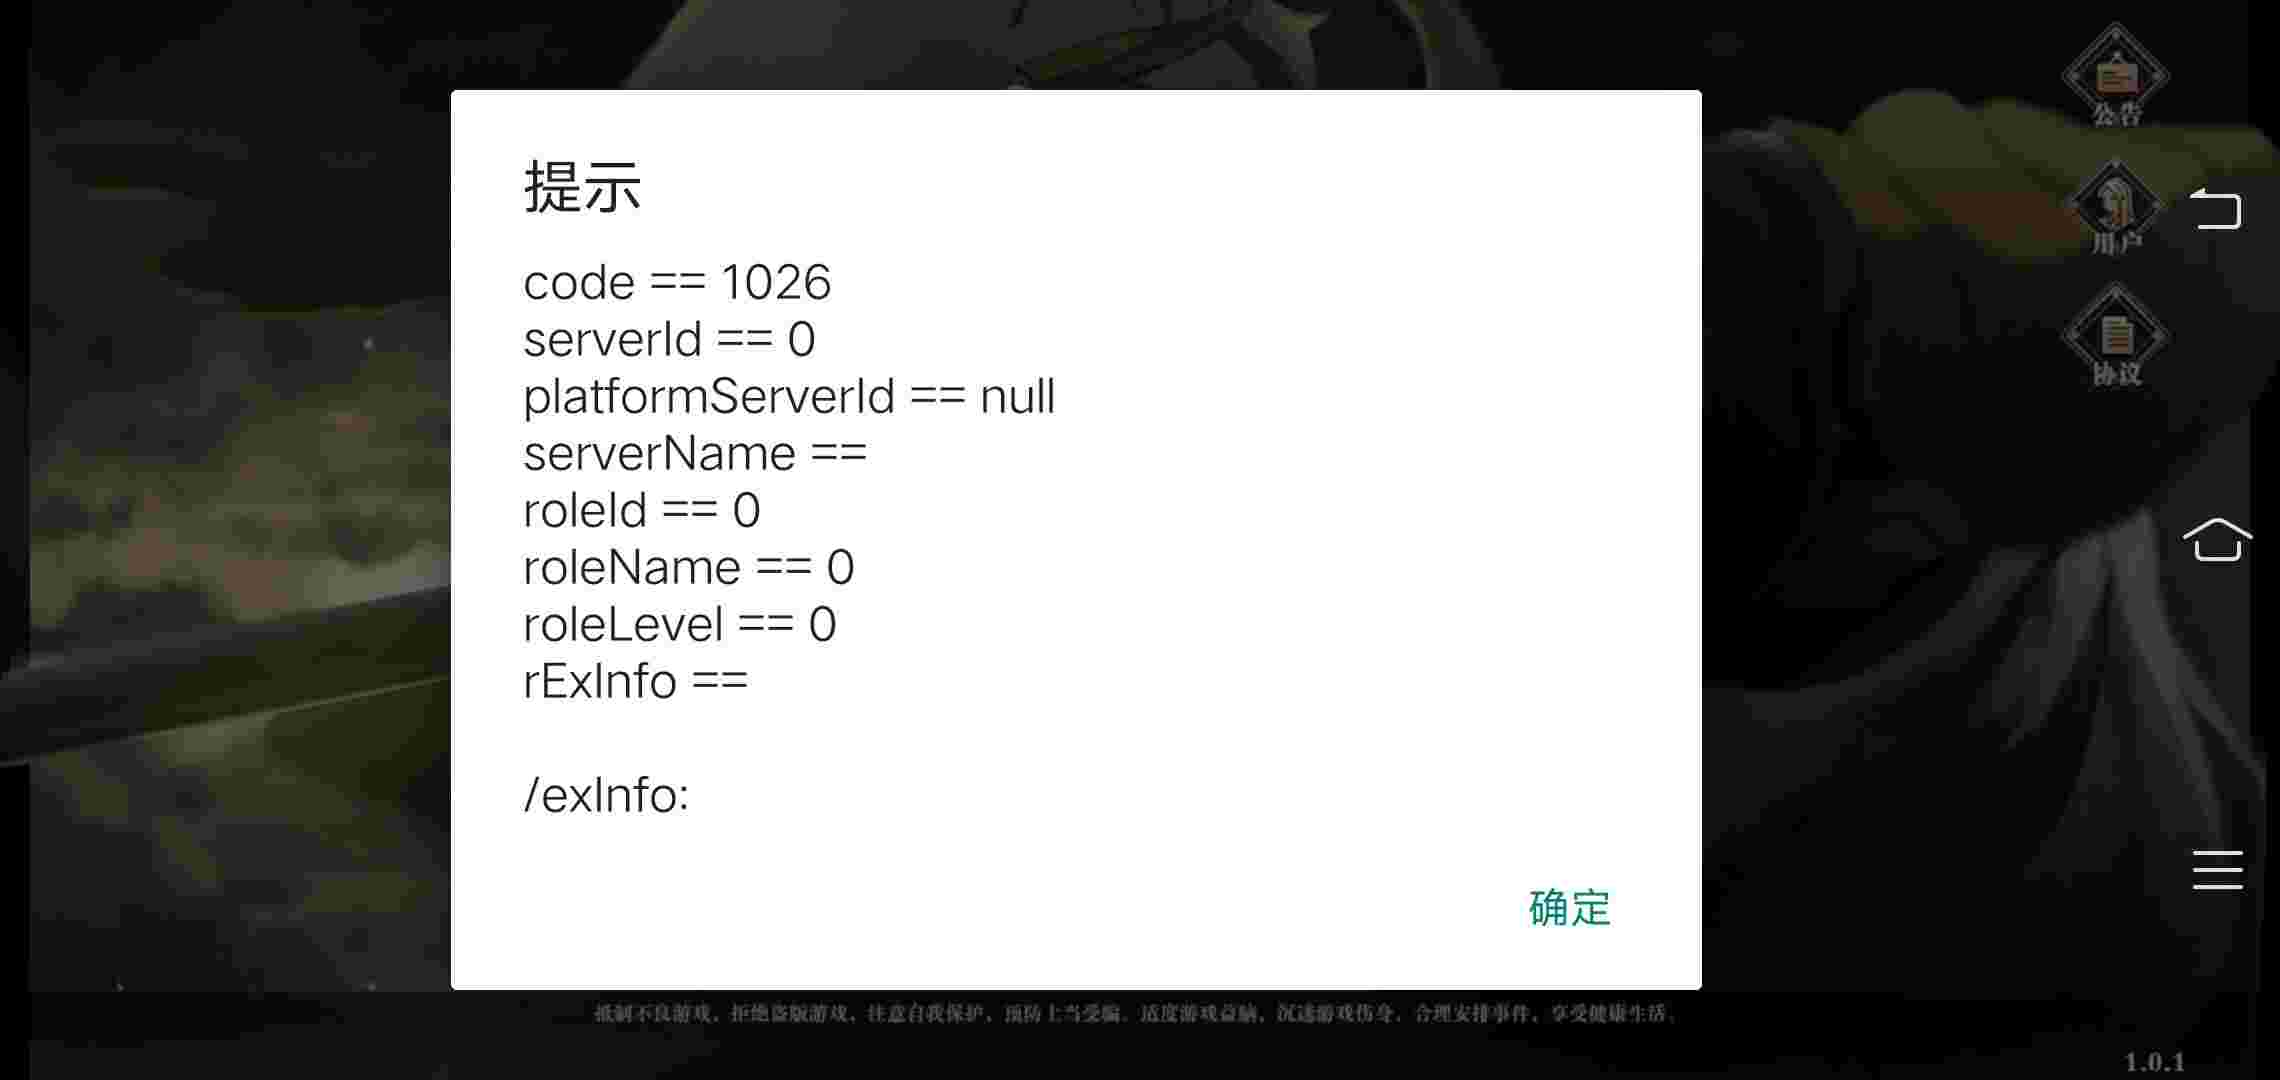 公告
用户
协议
提示
code == 1026
serverId == 0
platformServerId == null
serverName ==
roleId == 0
roleName == 0
roleLevel == 0
rExInfo ==
/exInfo:
确定
抵制不良游戏，拒绝盗版游戏，注意自我保护，预防上当受骗。适度游戏益脑，沉迷游戏伤身，合理安排事件，享受健康生活。
1.0.1